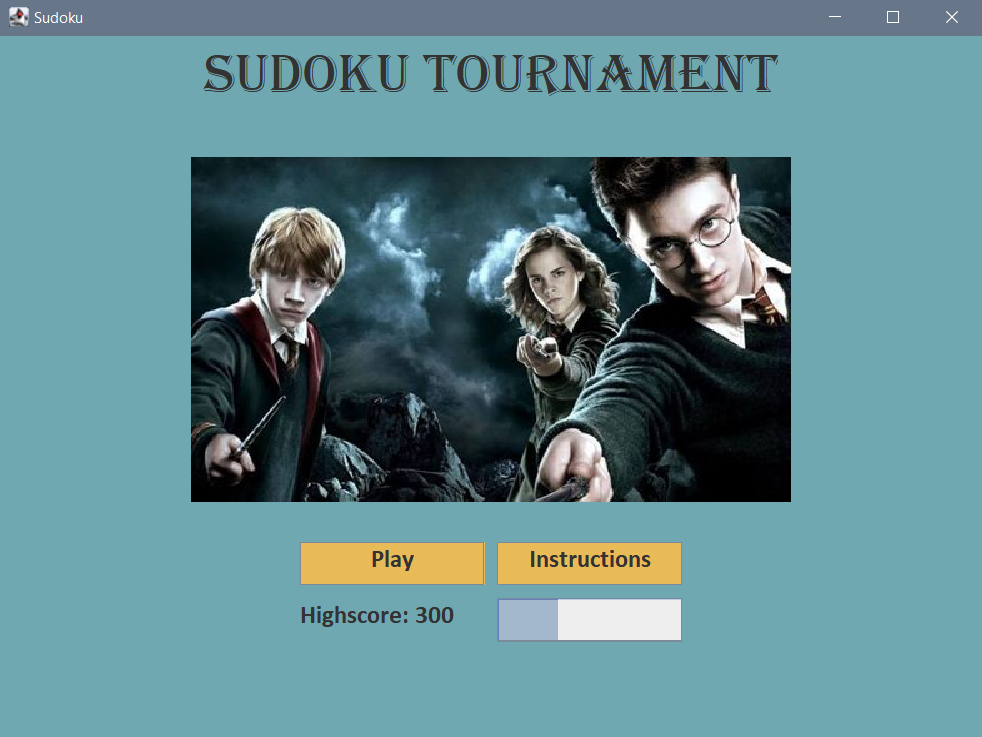 Sudoku
SUDOKU TOURNAMENT
Play
Instructions
Highscore: 300